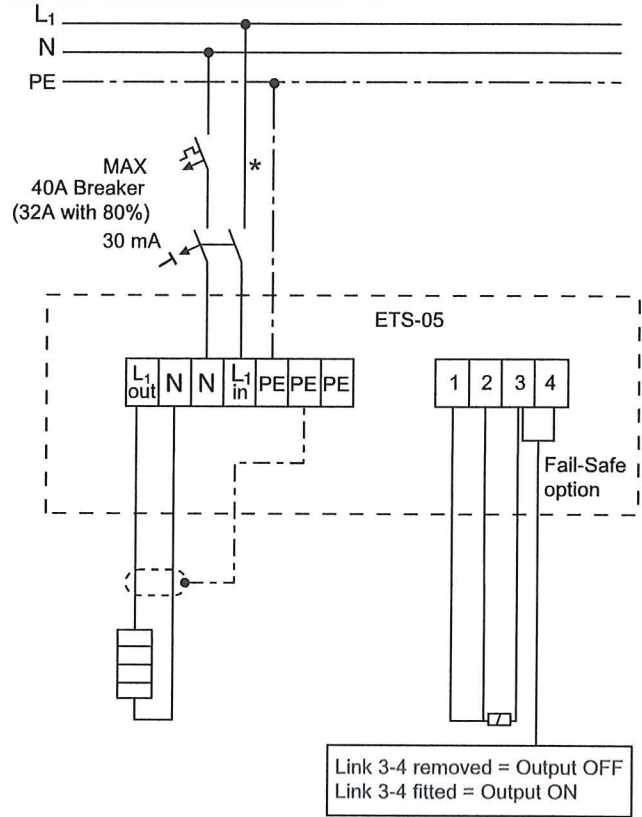 L1
N
PE
MAX
40A Breaker
(32A with 80%)
*
30 mA
ETS-05
L1 out N N L1 in PE PE PE
1 2 3 4
Fail-Safe
option
Link 3-4 removed = Output OFF
Link 3-4 fitted = Output ON